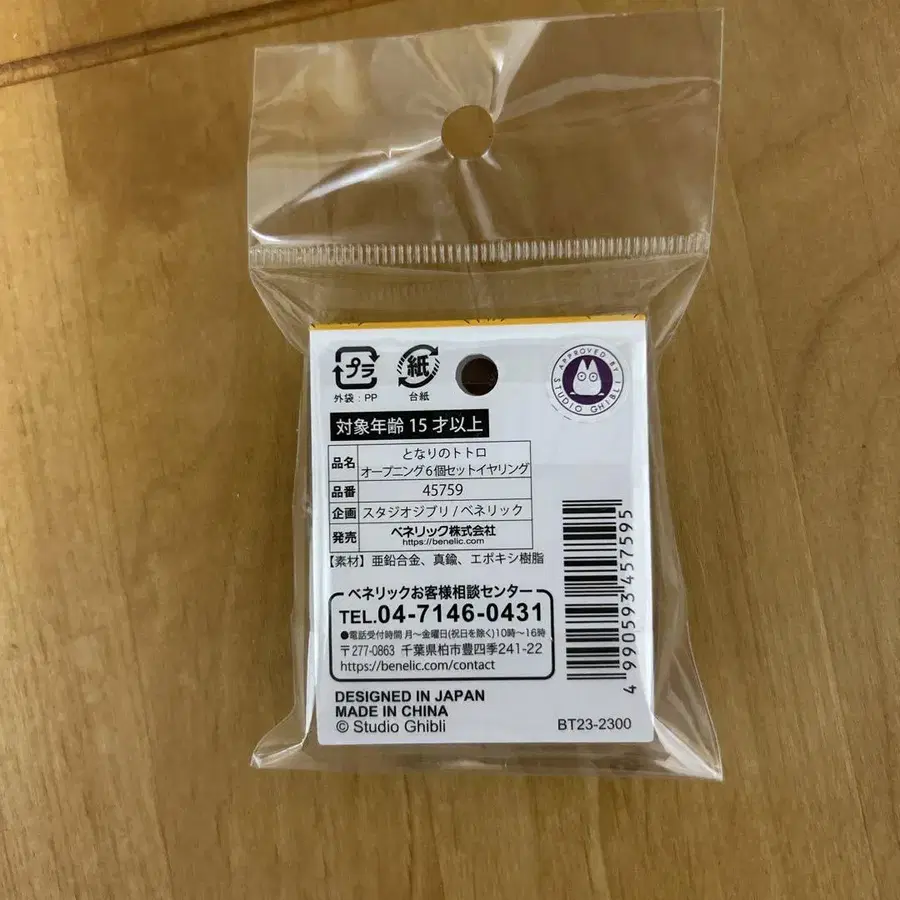 プラ
外袋：PP
紙
台紙
APPROVED BY STUDIO GHIBLI
対象年齢 15 才以上
品名 となりのトトロ
オープニング６個セットイヤリング
品番 45759
企画 スタジオジブリ / ベネリック
発売 ベネリック株式会社
https://benelic.com
【素材】亜鉛合金、真鍮、エポキシ樹脂
ベネリックお客様相談センター
TEL.04-7146-0431
●電話受付時間 月～金曜日(祝日を除く)10時～16時
〒277-0863 千葉県柏市豊四季241-22
https://benelic.com/contact
DESIGNED IN JAPAN
MADE IN CHINA
© Studio Ghibli
4 990593 457595
BT23-2300